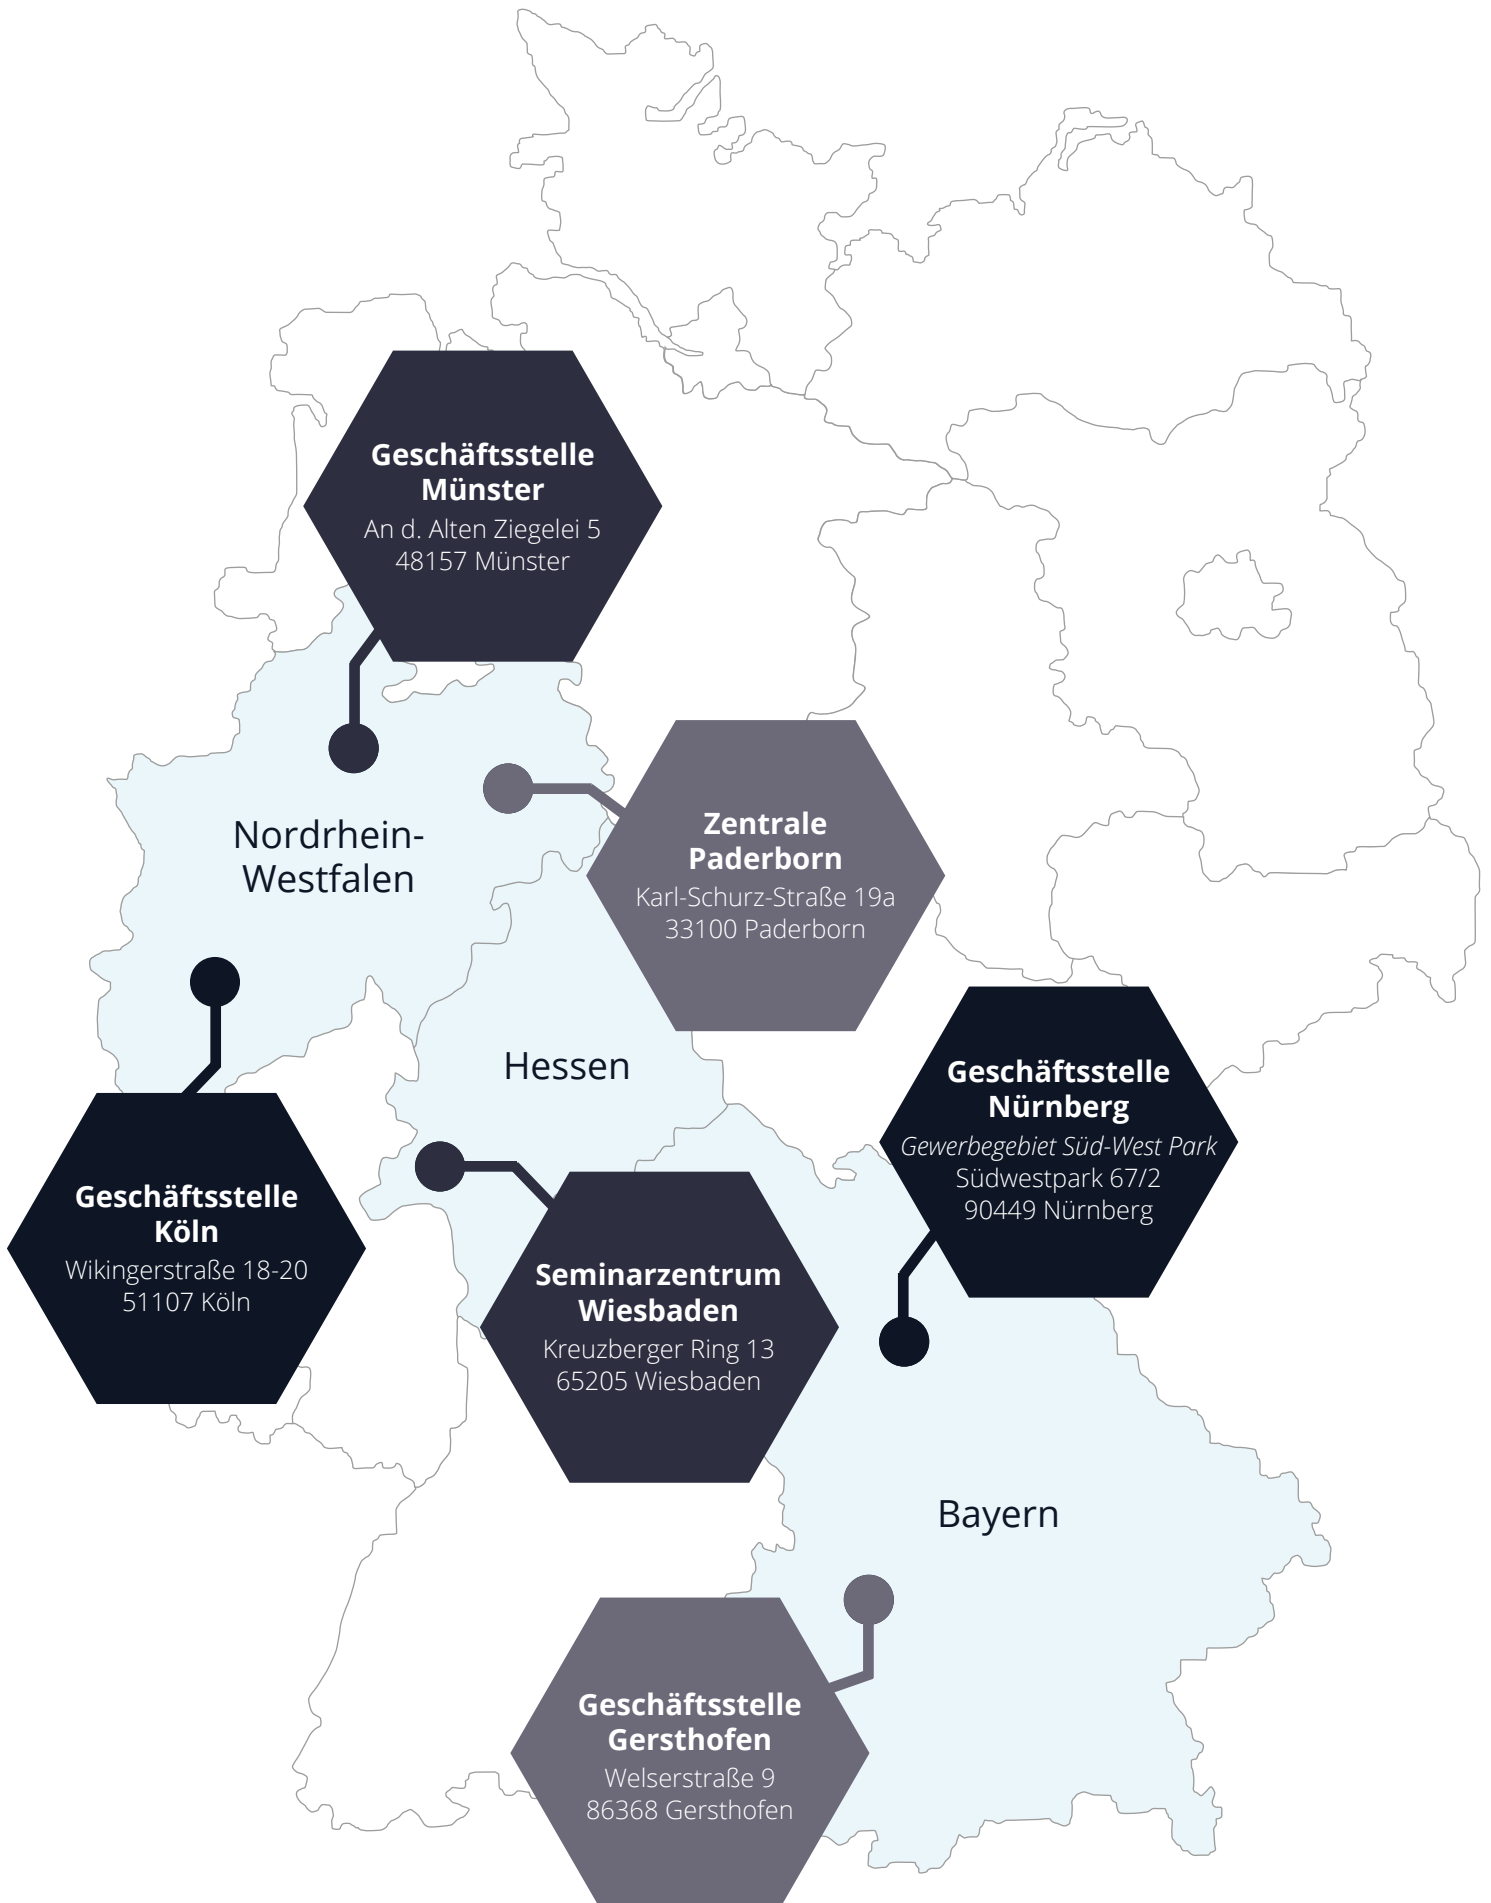 Geschäftsstelle
Münster
An d. Alten Ziegelei 5
48157 Münster
Nordrhein-
Westfalen
Zentrale
Paderborn
Karl-Schurz-Straße 19a
33100 Paderborn
Hessen
Geschäftsstelle
Nürnberg
Gewerbegebiet Süd-West Park
Südwestpark 67/2
90449 Nürnberg
Geschäftsstelle
Köln
Wikingerstraße 18-20
51107 Köln
Seminarzentrum
Wiesbaden
Kreuzberger Ring 13
65205 Wiesbaden
Bayern
Geschäftsstelle
Gersthofen
Welserstraße 9
86368 Gersthofen